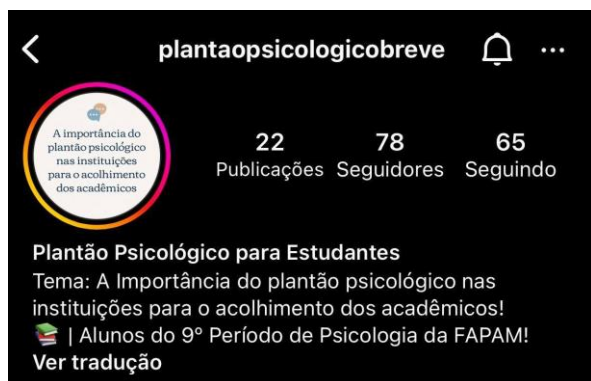 plantaopsicologicobreve
A importância do
plantão psicológico
nas instituições
para o acolhimento
dos acadêmicos
22 78 65
Publicações Seguidores Seguindo
Plantão Psicológico para Estudantes
Tema: A Importância do plantão psicológico nas
instituições para o acolhimento dos acadêmicos!
📚 | Alunos do 9º Período de Psicologia da FAPAM!
Ver tradução